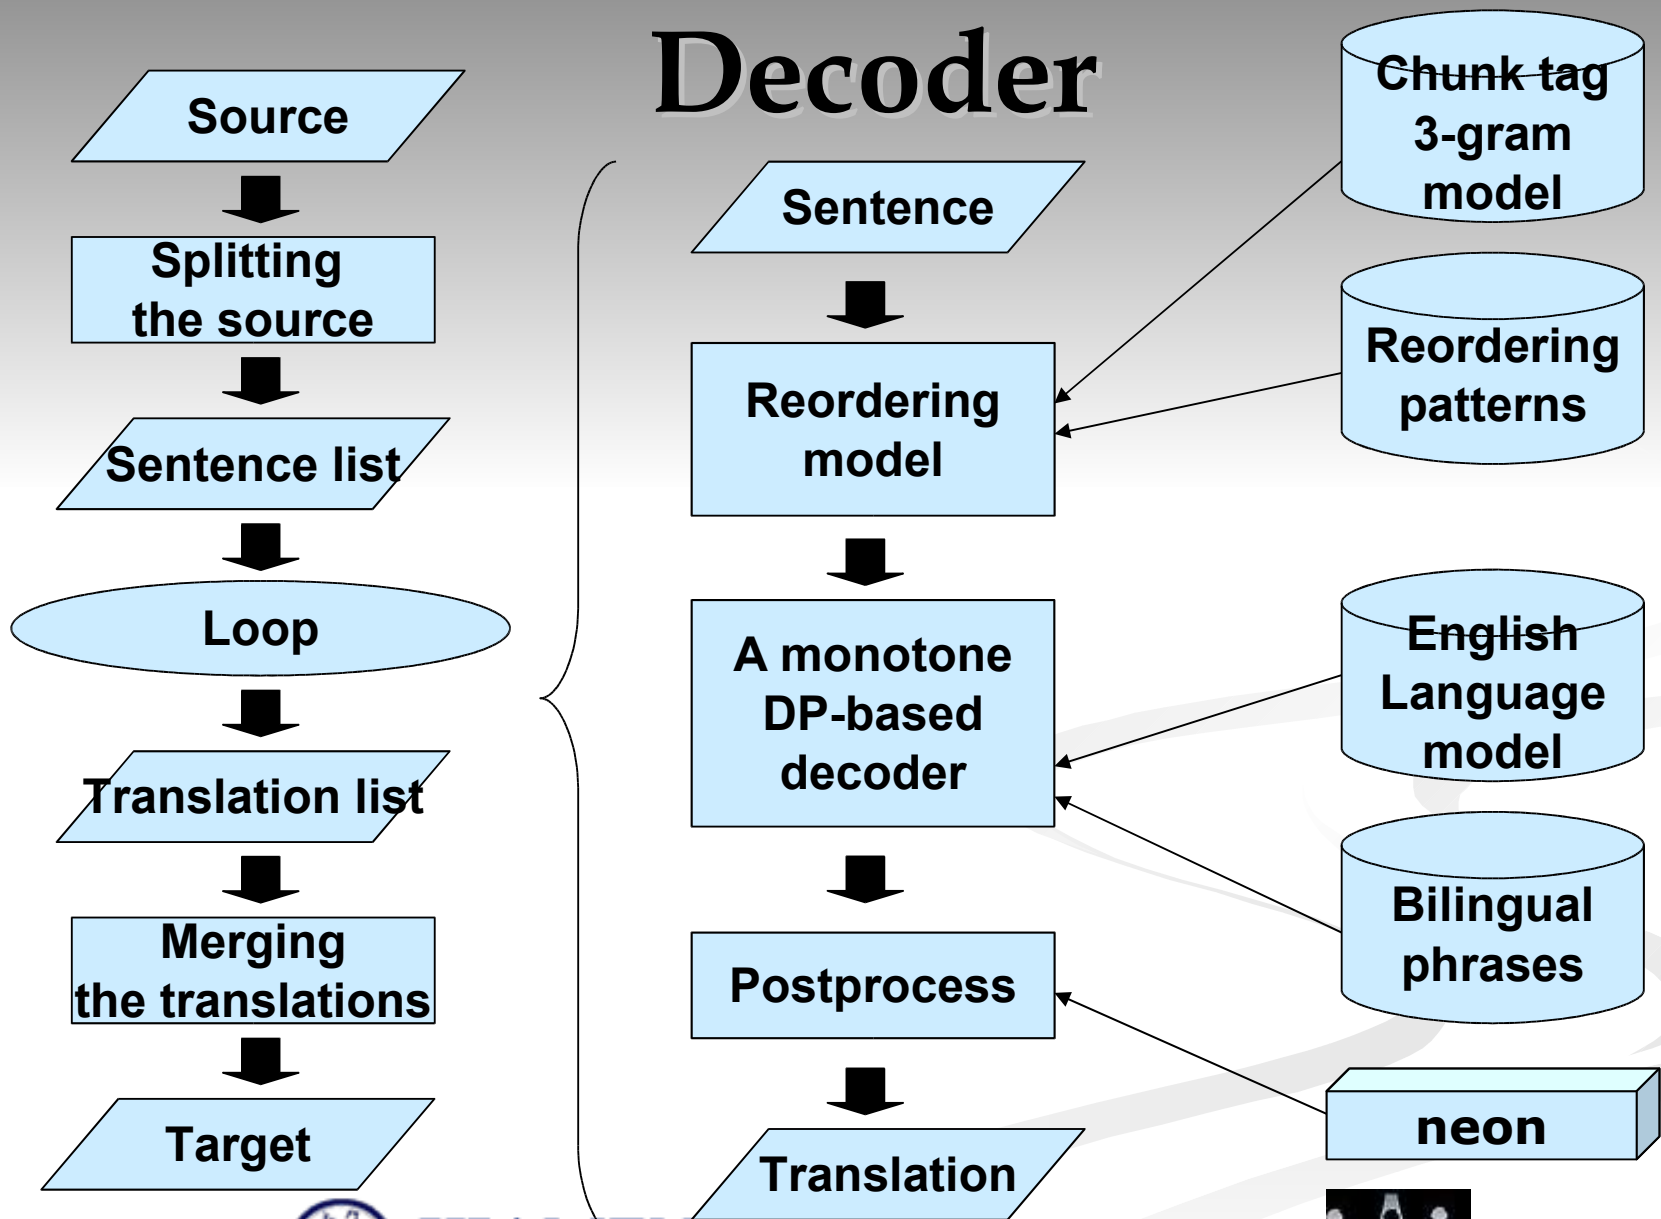 Decoder
Source
Splitting
the source
Sentence list
Loop
Translation list
Merging
the translations
Target
Sentence
Reordering
model
A monotone
DP-based
decoder
Postprocess
Translation
Chunk tag
3-gram
model
Reordering
patterns
English
Language
model
Bilingual
phrases
neon